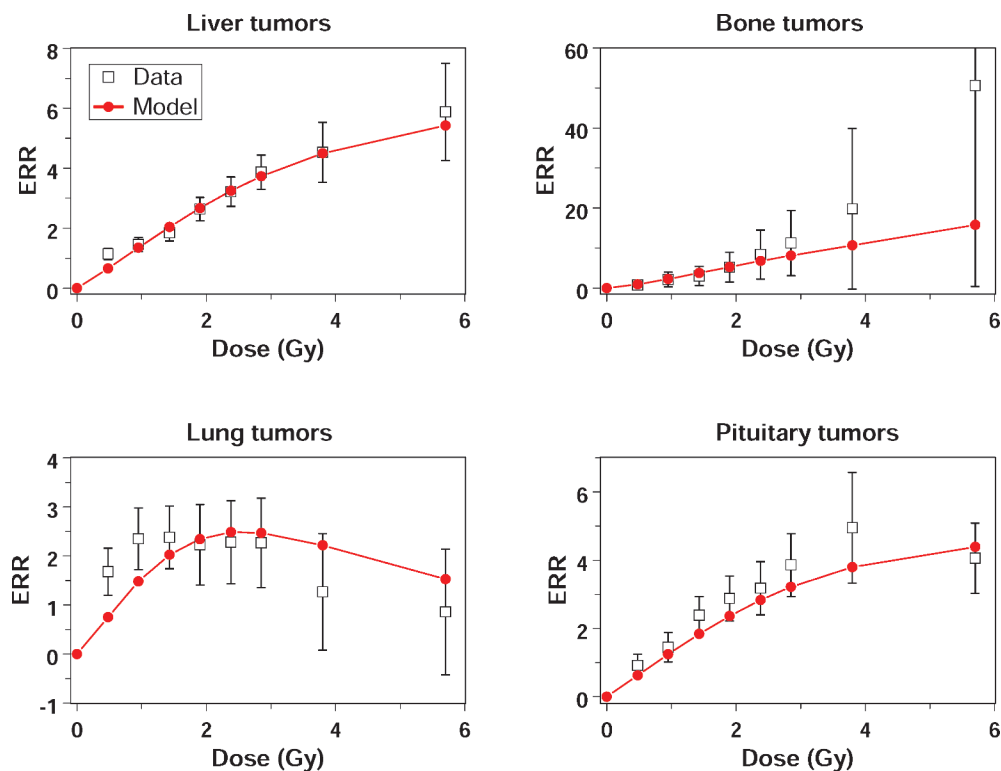 Liver tumors
8
6
4
2
0
ERR
Data
Model
0 2 4 6
Dose (Gy)
Bone tumors
60
40
20
0
ERR
0 2 4 6
Dose (Gy)
Lung tumors
4
3
2
1
0
-1
ERR
0 2 4 6
Dose (Gy)
Pituitary tumors
6
4
2
0
ERR
0 2 4 6
Dose (Gy)